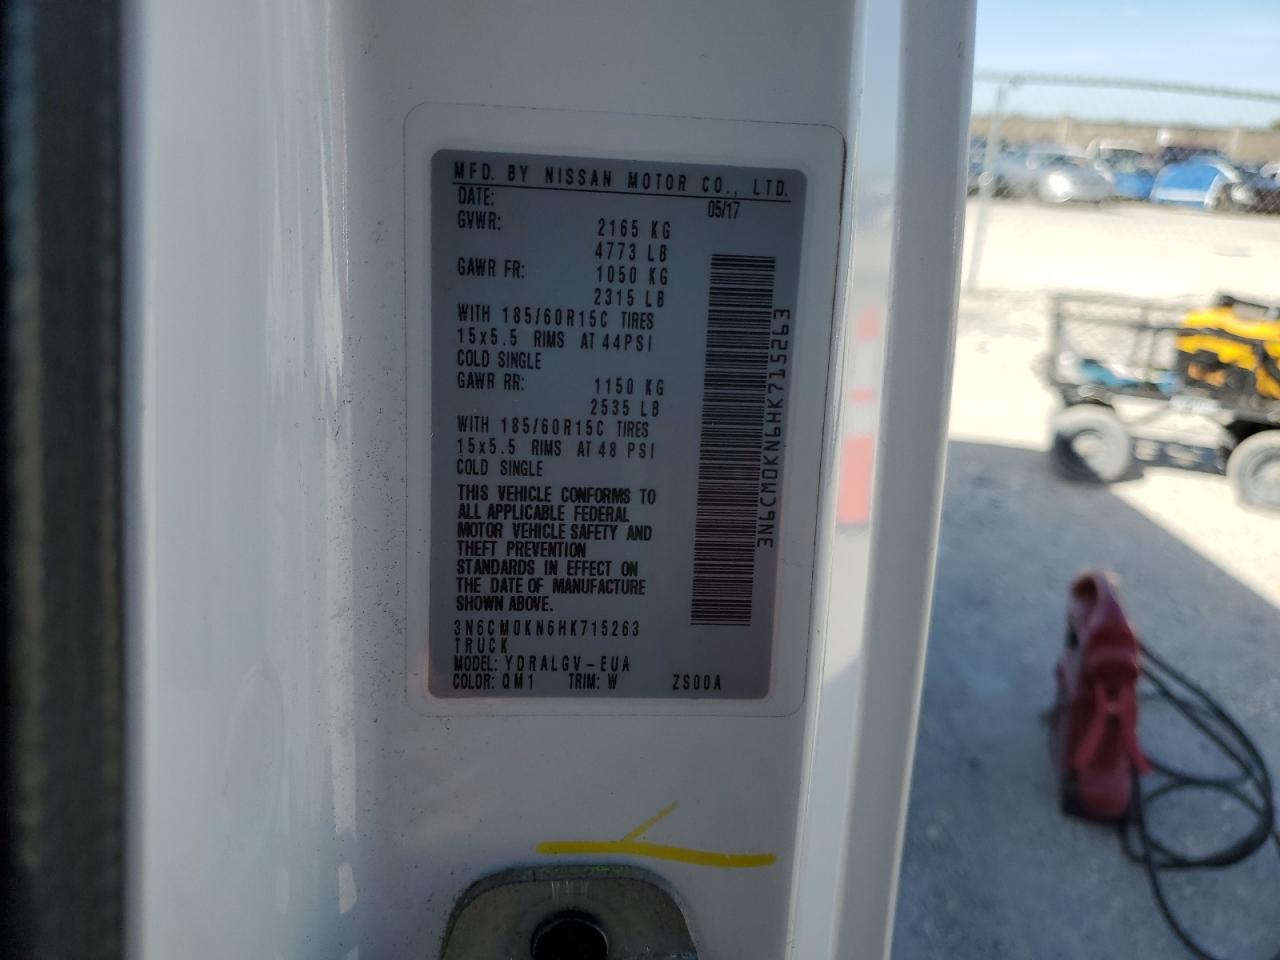 MFD. BY NISSAN MOTOR CO., LTD.
DATE: 05/17
GVWR: 2165 KG
4773 LB
GAWR FR: 1050 KG
2315 LB
WITH 185/60R15C TIRES
15x5.5 RIMS AT 44PSI
COLD SINGLE
GAWR RR: 1150 KG
2535 LB
WITH 185/60R15C TIRES
15x5.5 RIMS AT 48 PSI
COLD SINGLE
THIS VEHICLE CONFORMS TO
ALL APPLICABLE FEDERAL
MOTOR VEHICLE SAFETY AND
THEFT PREVENTION
STANDARDS IN EFFECT ON
THE DATE OF MANUFACTURE
SHOWN ABOVE.
3N6CM0KN6HK715263
TRUCK
MODEL: YDRALGV-EUA
COLOR: QM1 TRIM: W ZS00A
3N6CM0KN6HK715263